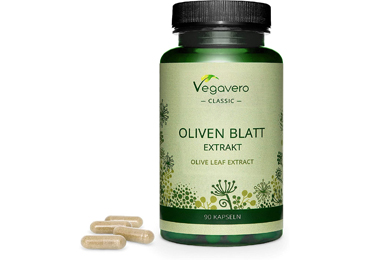 Vegavero
— CLASSIC —
OLIVEN BLATT
EXTRAKT
OLIVE LEAF EXTRACT
90 KAPSELN